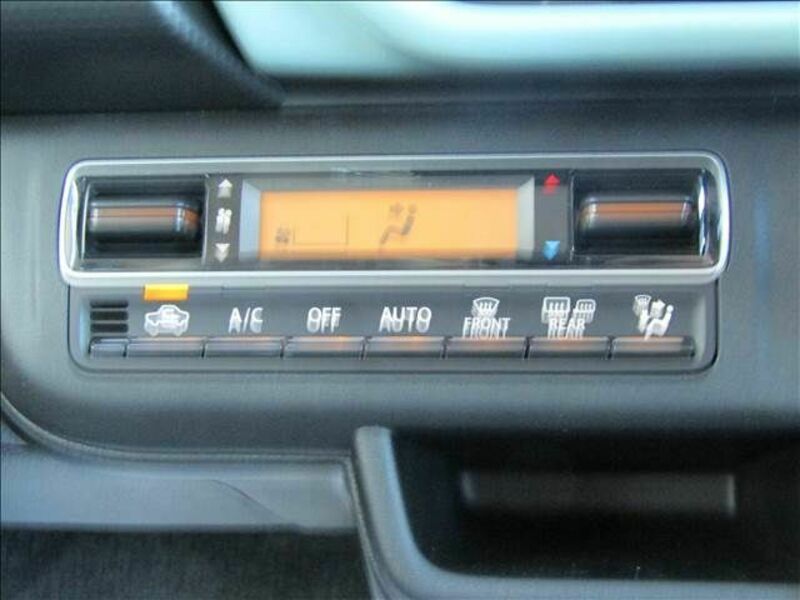 A/C OFF AUTO FRONT REAR